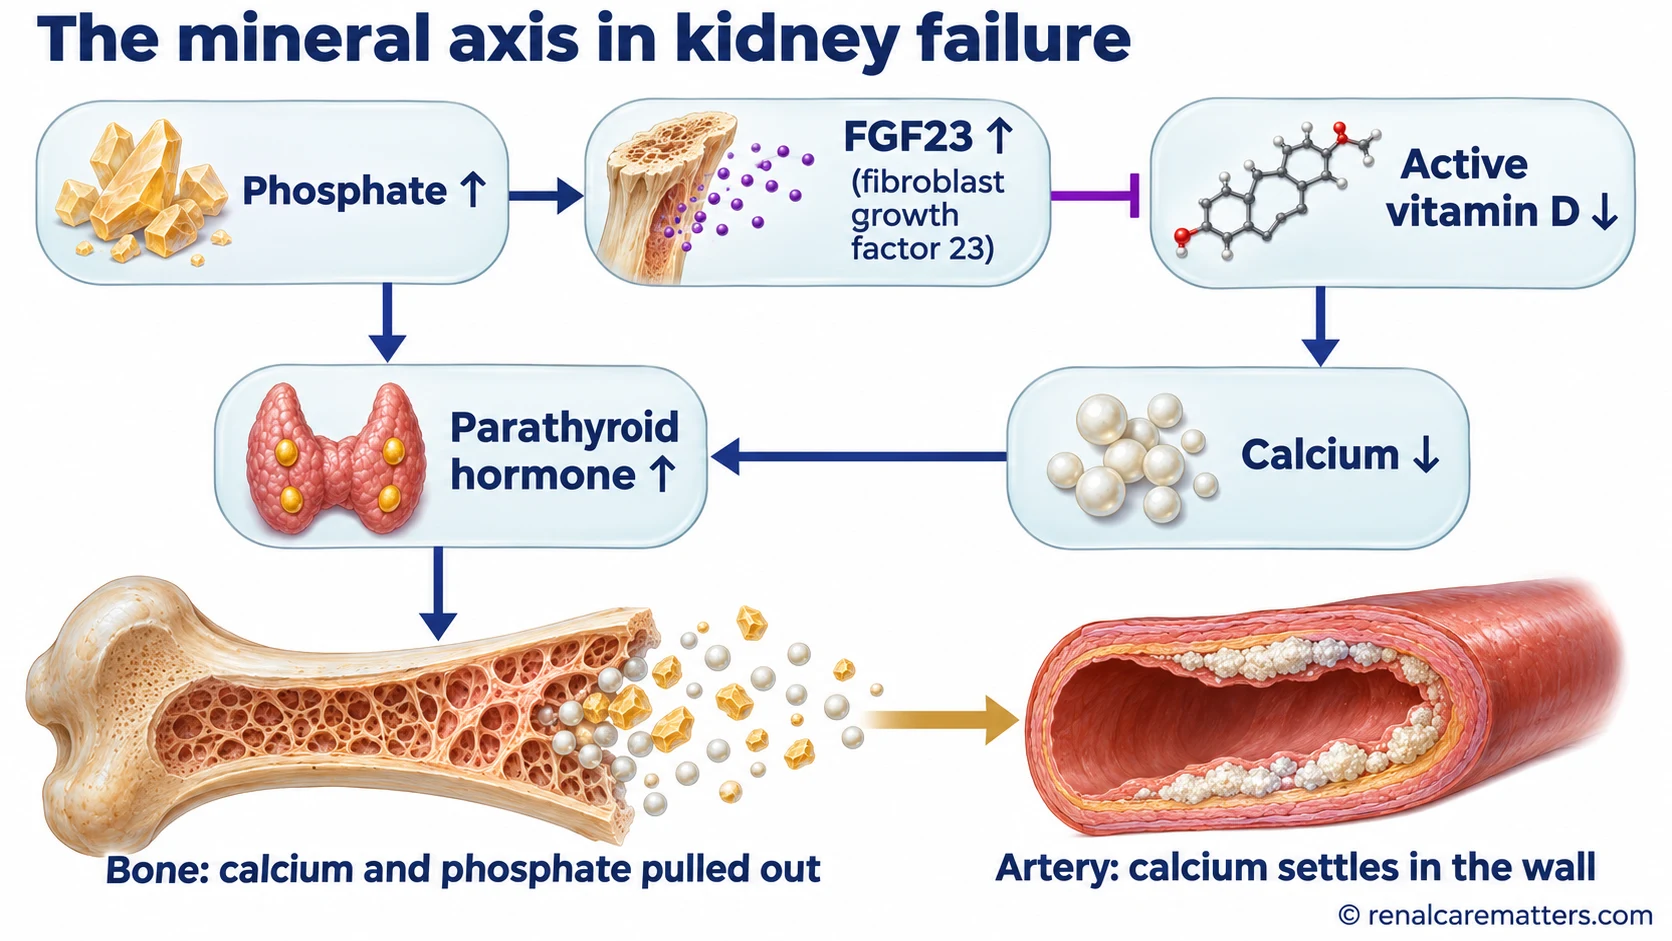 The mineral axis in kidney failure
Phosphate ↑
FGF23 ↑
(fibroblast
growth
factor 23)
Active
vitamin D ↓
Parathyroid
hormone ↑
Calcium ↓
Bone: calcium and phosphate pulled out
Artery: calcium settles in the wall
© renalcarematters.com